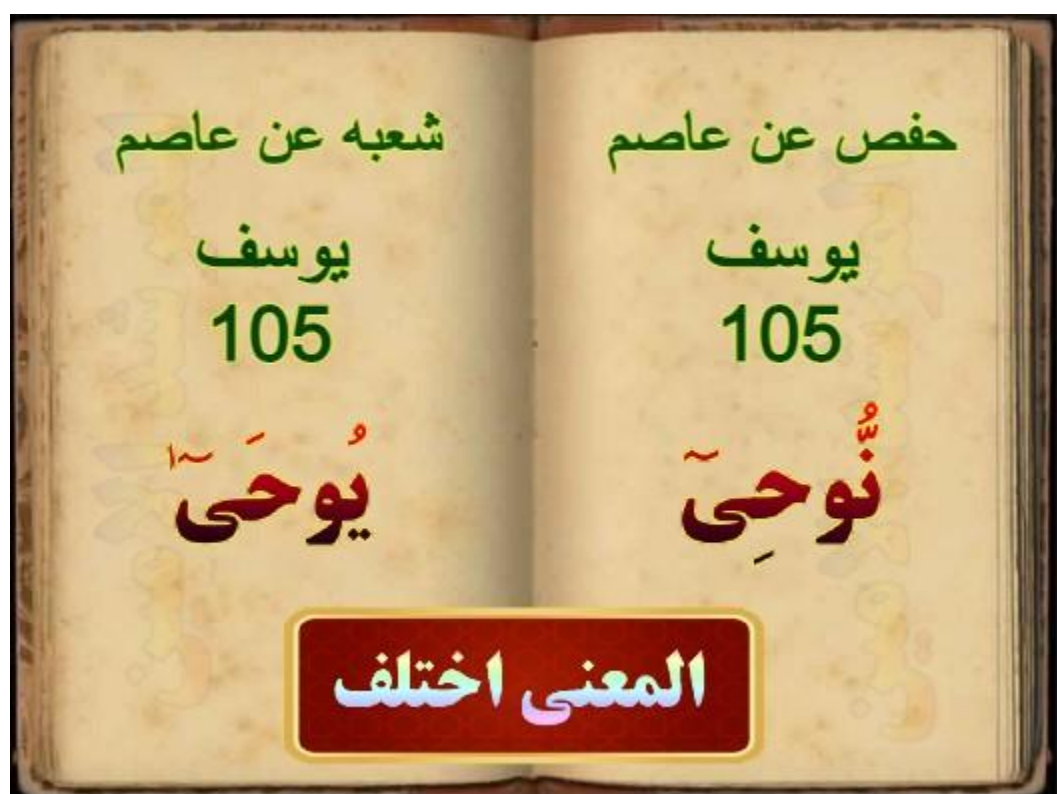 حفص عن عاصم
يوسف
105
نُّوحِىٓ
شعبه عن عاصم
يوسف
105
يُوحَىٰٓ
المعنى اختلف